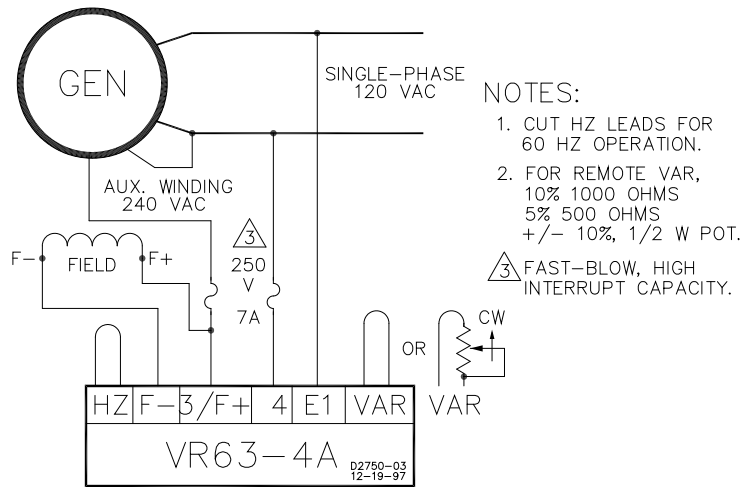 GEN
SINGLE-PHASE
120 VAC
AUX. WINDING
240 VAC
F-
FIELD
F+
3
250
V
7A
OR
CW
HZ F- 3/F+ 4 E1 VAR VAR
VR63-4A
D2750-03
12-19-97
NOTES:
1. CUT HZ LEADS FOR
60 HZ OPERATION.
2. FOR REMOTE VAR,
10% 1000 OHMS
5% 500 OHMS
+/- 10%, 1/2 W POT.
3 FAST-BLOW, HIGH
INTERRUPT CAPACITY.